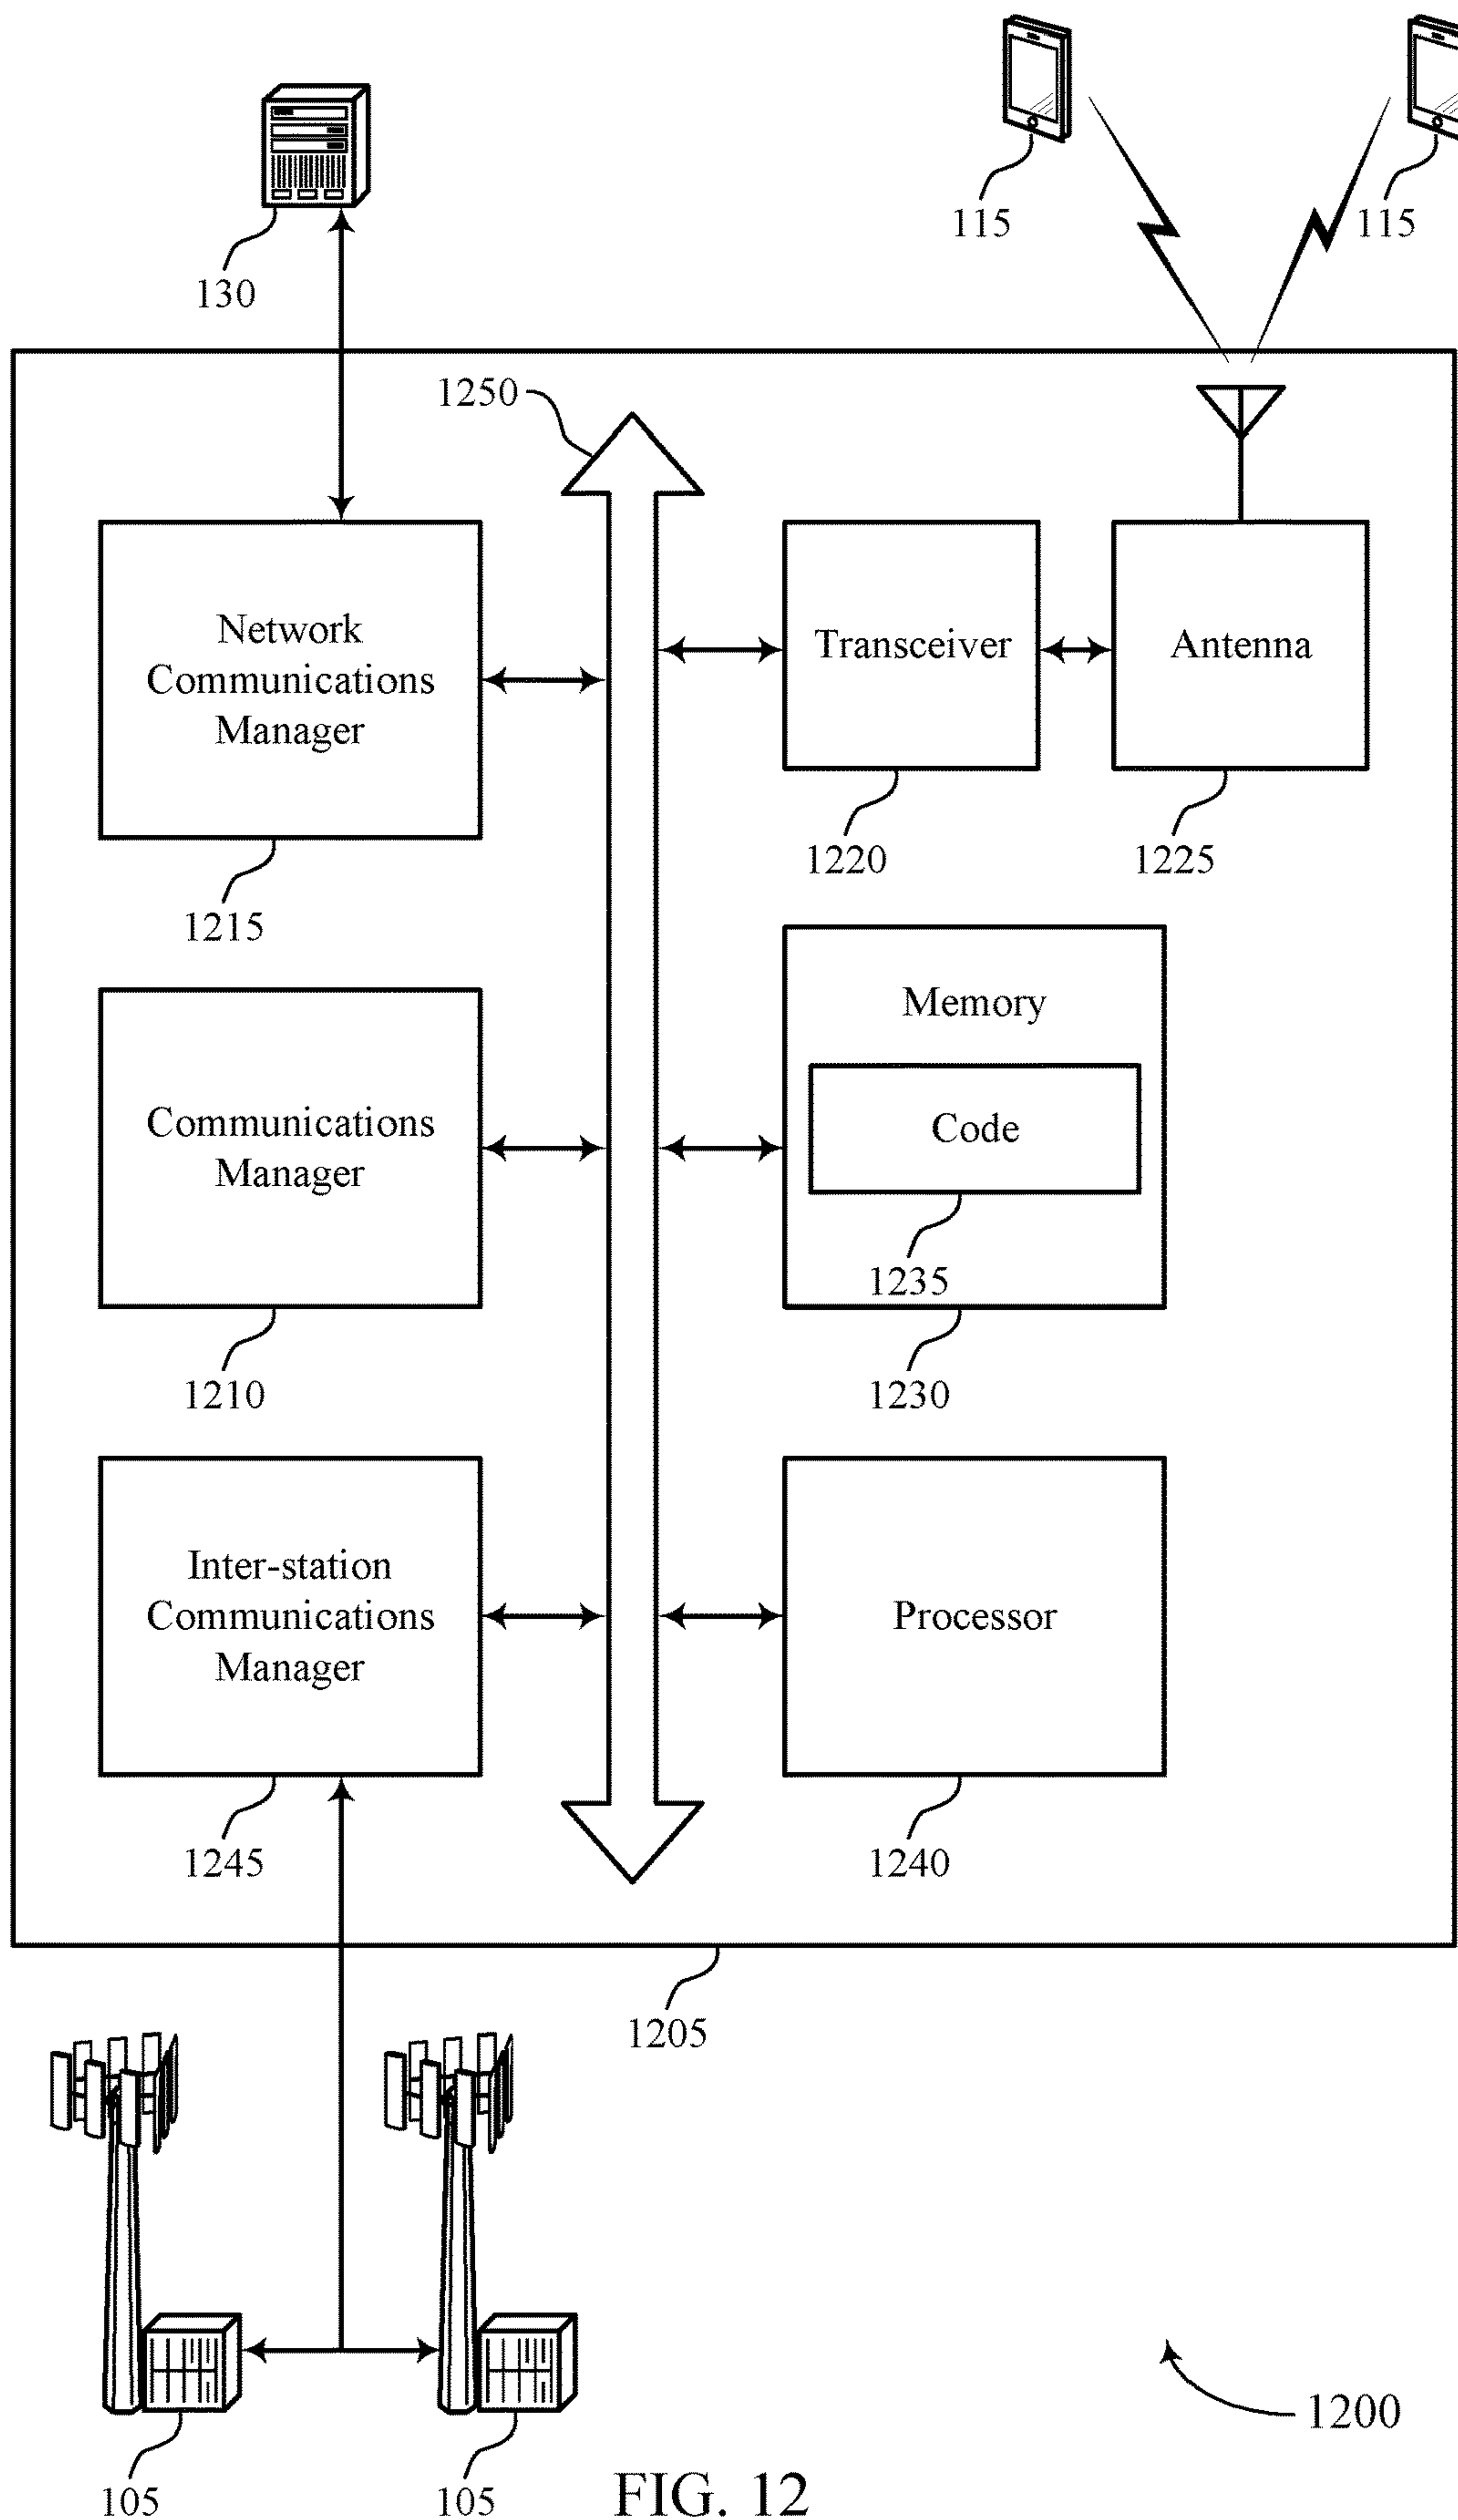 115
115
130
1250
Network
Communications
Manager
Transceiver
Antenna
1220
1225
1215
Memory
Communications
Manager
Code
1235
1210
1230
Inter-station
Communications
Manager
Processor
1245
1240
1205
1200
105
105
FIG. 12